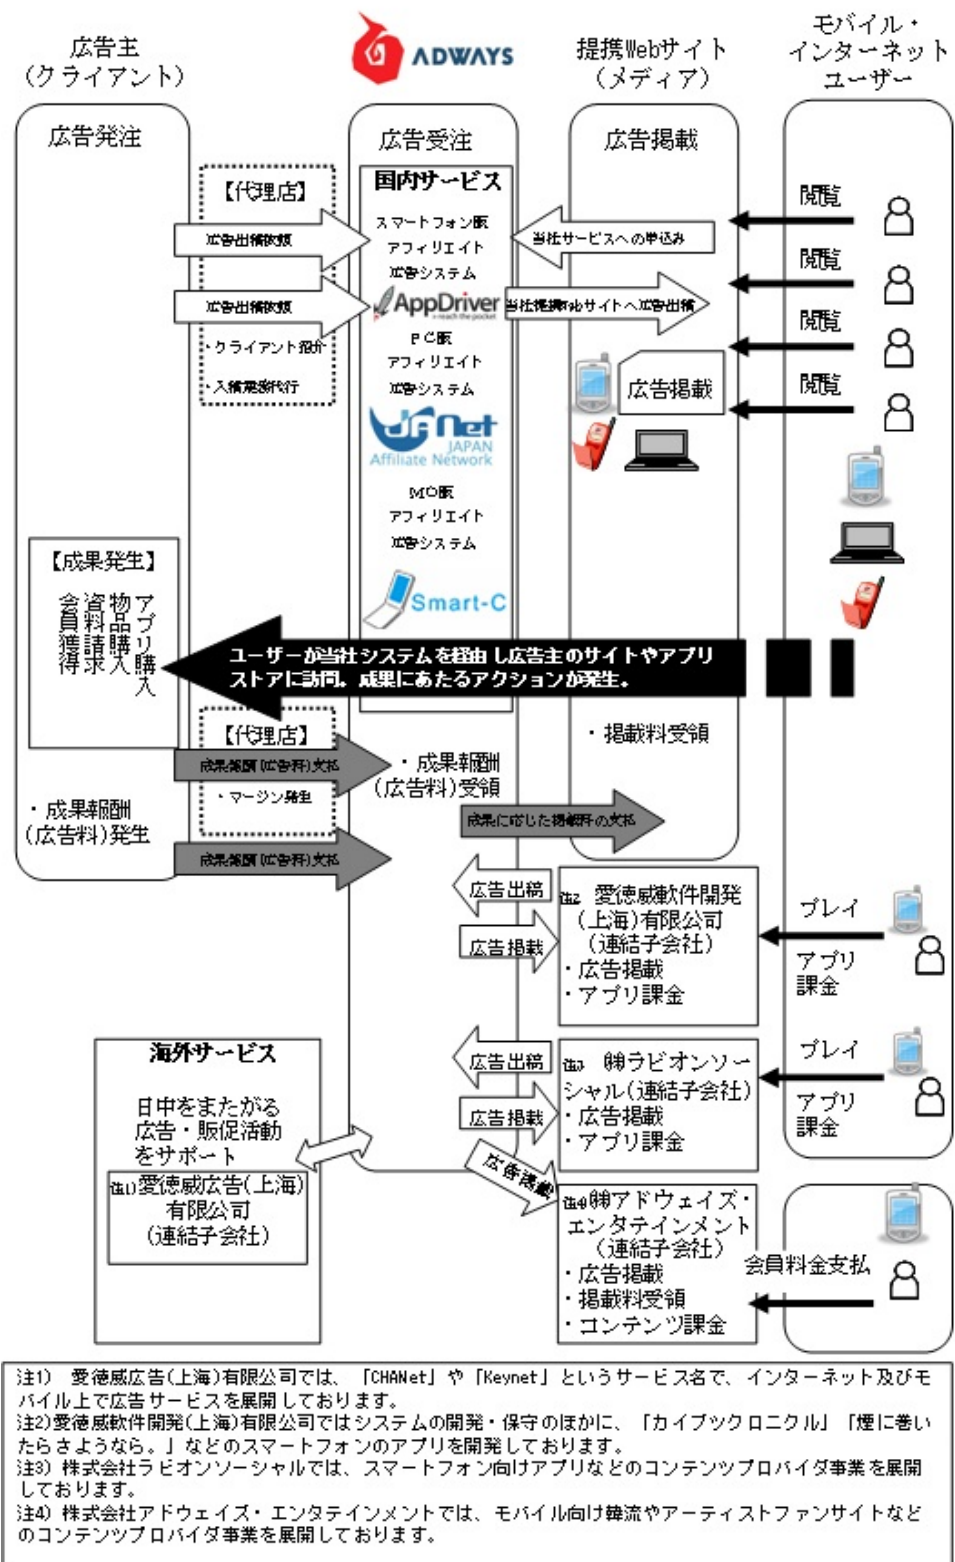 広告主
(クライアント)
ADWAYS
提携Webサイト
(メディア)
モバイル・
インターネット
ユーザー
広告発注
広告受注
広告掲載
【代理店】
国内サービス
広告出稿依頼
スマートフォン版
アフィリエイト
広告システム
当社サービスへの申込み
閲覧
閲覧
閲覧
閲覧
広告出稿依頼
AppDriver
reach the pocket
当社提携Webサイトへ広告出稿
・クライアント紹介
・入稿業務代行
PC版
アフィリエイト
広告システム
広告掲載
JANet
JAPAN
Affiliate Network
MO版
アフィリエイト
広告システム
Smart-C
【成果発生】
アプリ購入
物品購入
資料請求
会員獲得
ユーザーが当社システムを経由し広告主のサイトやアプリ
ストアに訪問。成果にあたるアクションが発生。
【代理店】
成果報酬(広告料)支払
・マージン発生
・成果報酬
(広告料)受領
・掲載料受領
・成果報酬
(広告料)発生
成果に応じた掲載料の支払
成果報酬(広告料)支払
広告出稿
広告掲載
注2 愛徳威軟件開発
(上海)有限公司
(連結子会社)
・広告掲載
・アプリ課金
プレイ
アプリ
課金
海外サービス
日中をまたがる
広告・販促活動
をサポート
注1)愛徳威広告(上海)
有限公司
(連結子会社)
広告出稿
広告掲載
注3 ㈱ラビオンソー
シャル(連結子会社)
・広告掲載
・アプリ課金
プレイ
アプリ
課金
広告掲載
注4㈱アドウェイズ・
エンタテインメント
(連結子会社)
・広告掲載
・掲載料受領
・コンテンツ課金
会員料金支払
注1) 愛徳威広告(上海)有限公司では、「CHANet」や「Keynet」というサービス名で、インターネット及びモ
バイル上で広告サービスを展開しております。
注2)愛徳威軟件開発(上海)有限公司ではシステムの開発・保守のほかに、「カイブツクロニクル」「煙に巻い
たらさようなら。」などのスマートフォンのアプリを開発しております。
注3) 株式会社ラビオンソーシャルでは、スマートフォン向けアプリなどのコンテンツプロバイダ事業を展開
しております。
注4) 株式会社アドウェイズ・エンタテインメントでは、モバイル向け韓流やアーティストファンサイトなど
のコンテンツプロバイダ事業を展開しております。